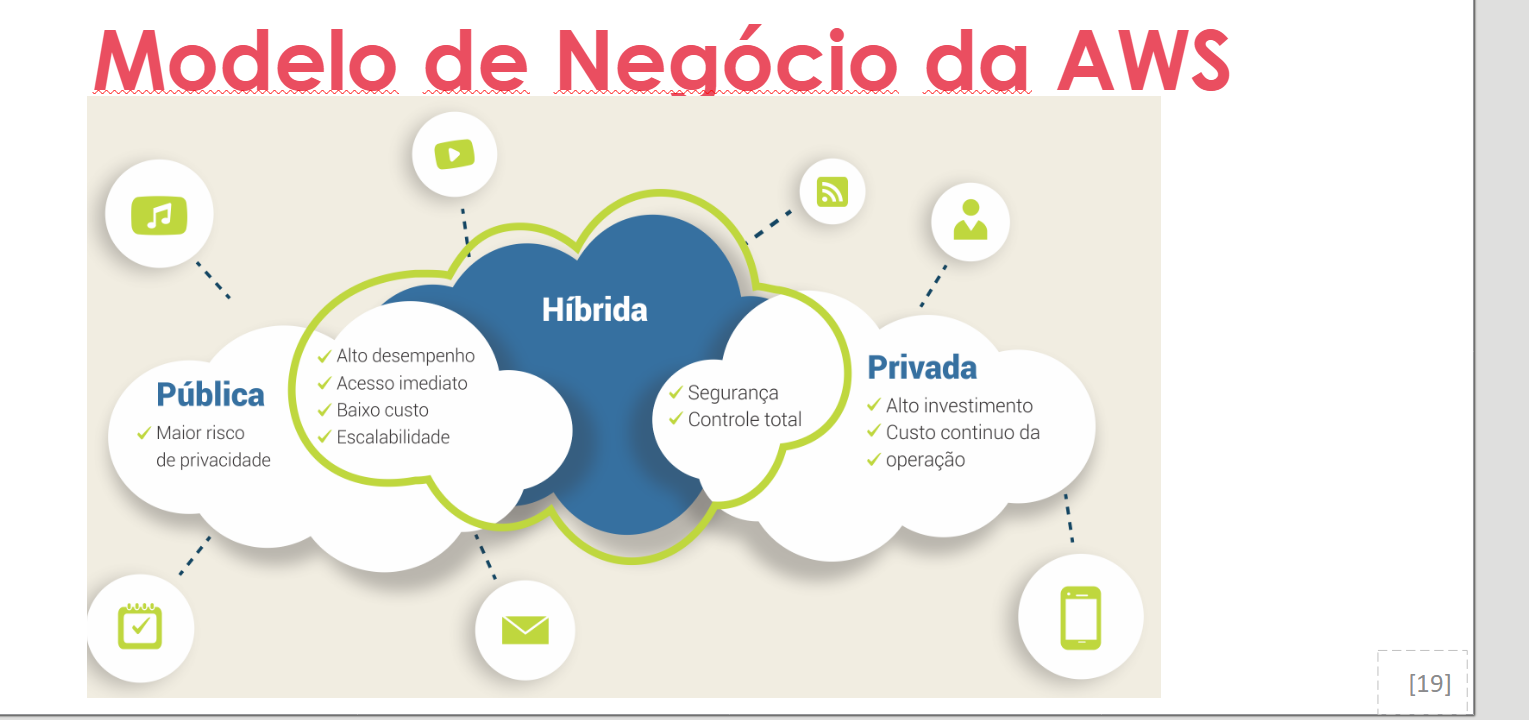 Modelo de Negócio da AWS
Híbrida
Pública
Maior risco
de privacidade
Alto desempenho
Acesso imediato
Baixo custo
Escalabilidade
Segurança
Controle total
Privada
Alto investimento
Custo continuo da
operação
[19]